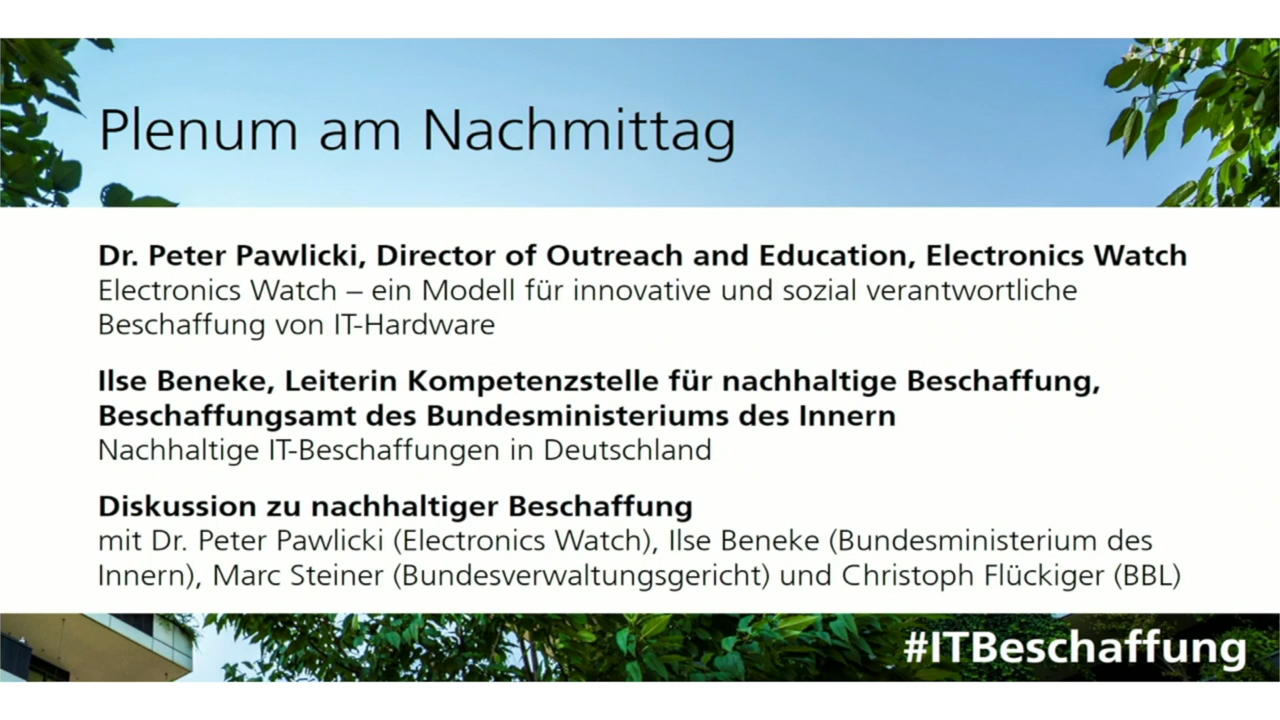 Plenum am Nachmittag
Dr. Peter Pawlicki, Director of Outreach and Education, Electronics Watch
Electronics Watch – ein Modell für innovative und sozial verantwortliche
Beschaffung von IT-Hardware
Ilse Beneke, Leiterin Kompetenzstelle für nachhaltige Beschaffung,
Beschaffungsamt des Bundesministeriums des Innern
Nachhaltige IT-Beschaffungen in Deutschland
Diskussion zu nachhaltiger Beschaffung
mit Dr. Peter Pawlicki (Electronics Watch), Ilse Beneke (Bundesministerium des
Innern), Marc Steiner (Bundesverwaltungsgericht) und Christoph Flückiger (BBL)
#ITBeschaffung